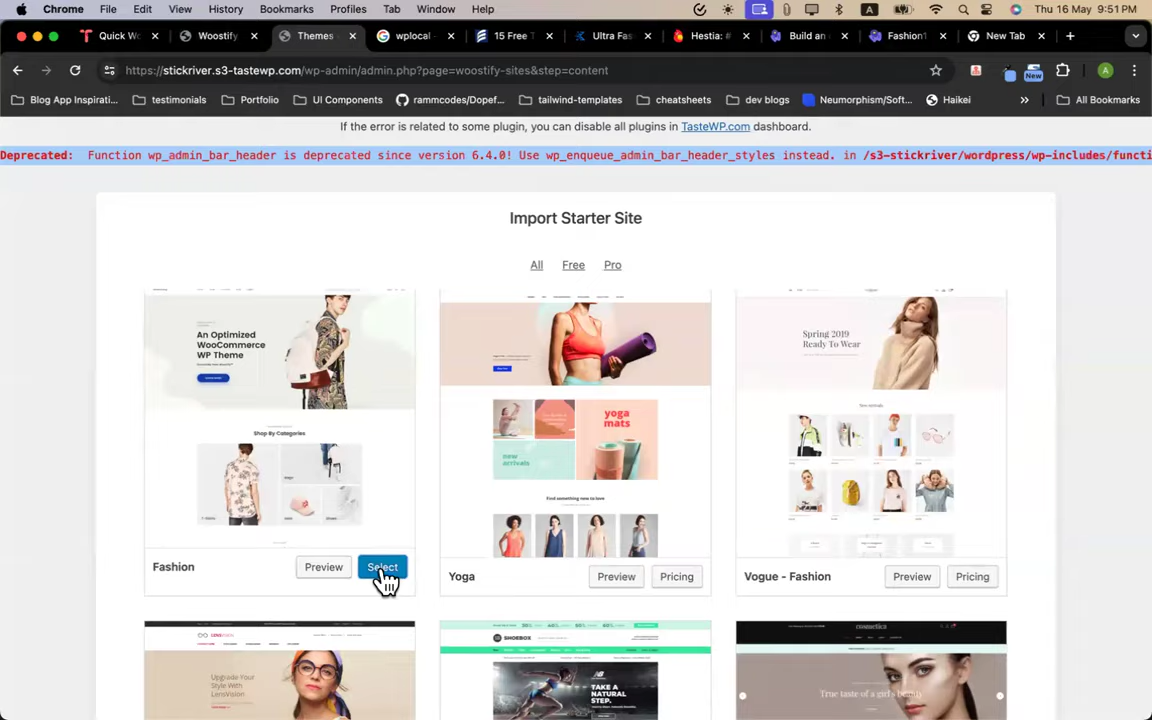 Chrome File Edit View History Bookmarks Profiles Tab Window Help A Thu 16 May 9:51 PM
Quick Wo Woostify Themes wplocal 15 Free T Ultra Fas Hestia: Build an Fashion1 New Tab
https://stickriver.s3-tastewp.com/wp-admin/admin.php?page=woostify-sites&step=content New A
Blog App Inspirati... testimonials Portfolio UI Components rammcodes/Dopef... tailwind-templates cheatsheets dev blogs Neumorphism/Soft... Haikei All Bookmarks
If the error is related to some plugin, you can disable all plugins in TasteWP.com dashboard.
Deprecated: Function wp_admin_bar_header is deprecated since version 6.4.0! Use wp_enqueue_admin_bar_header_styles instead. in /s3-stickriver/wordpress/wp-includes/functi
Import Starter Site
All Free Pro
An Optimized
WooCommerce
WP Theme
Shop By Categories
yoga
mats
new
arrivals
Find something new to love
Spring 2019
Ready To Wear
New Arrivals
Fashion Preview Select
Yoga Preview Pricing
Vogue - Fashion Preview Pricing
Upgrade Your
Style With
LensVision
SHOEBOX
TAKE A
NATURAL
STEP.
cosmetics
True taste of a girl's beauty